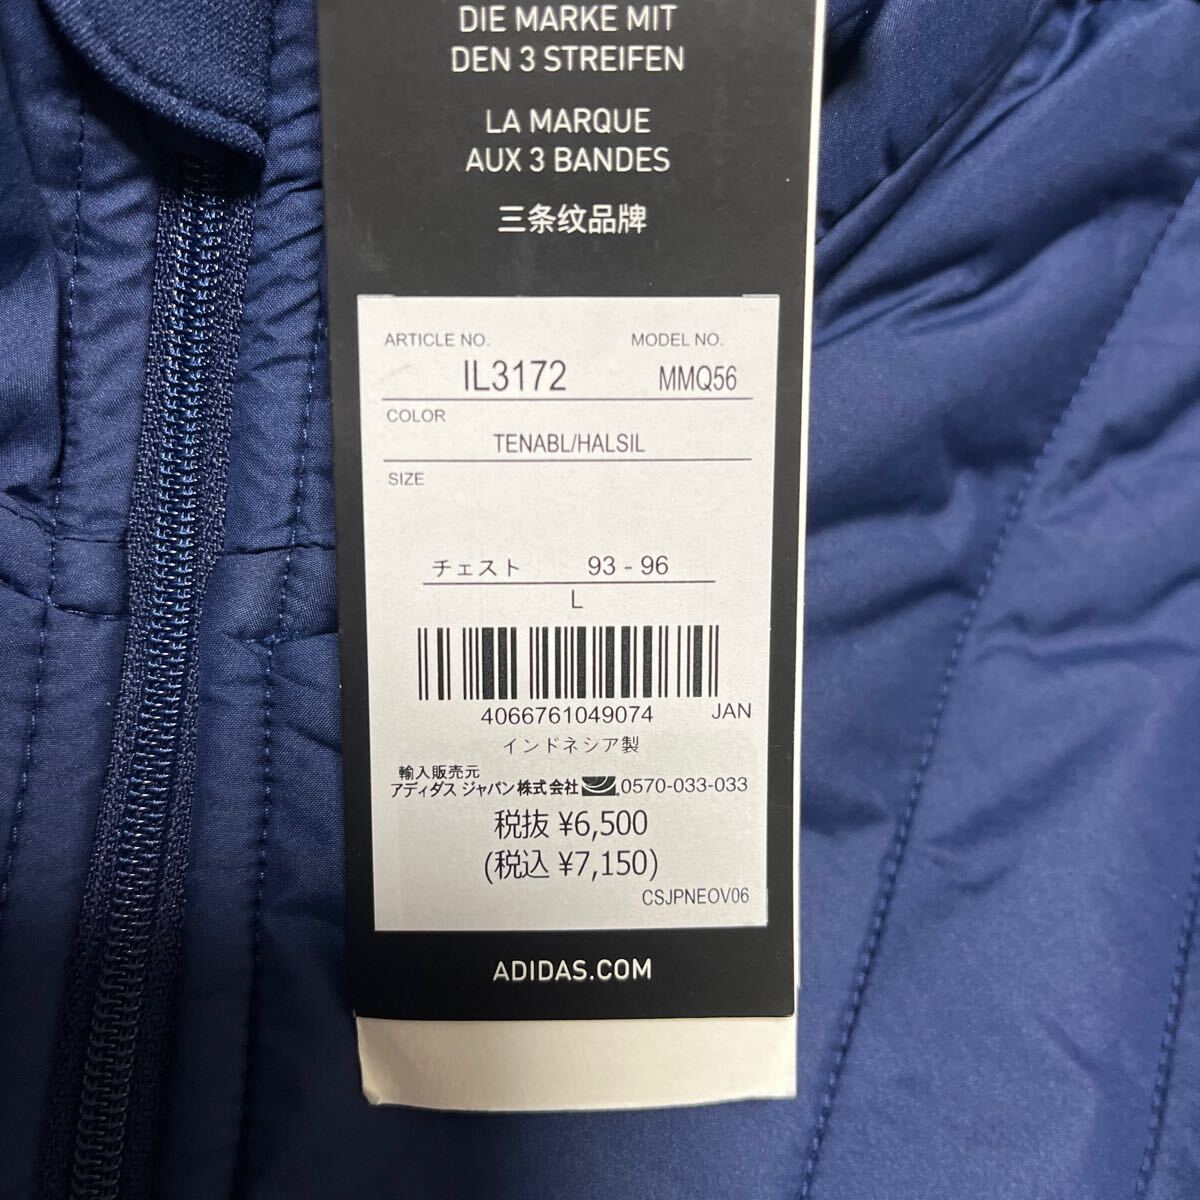 DIE MARKE MIT
DEN 3 STREIFEN
LA MARQUE
AUX 3 BANDES
三条纹品牌
ARTICLE NO. MODEL NO.
IL3172 MMQ56
COLOR
TENABL/HALSIL
SIZE
チェスト 93 - 96
L
4066761049074 JAN
インドネシア製
輸入販売元
アディダス ジャパン株式会社 0570-033-033
税抜 ¥6,500
(税込 ¥7,150)
CSJPNEOV06
ADIDAS.COM